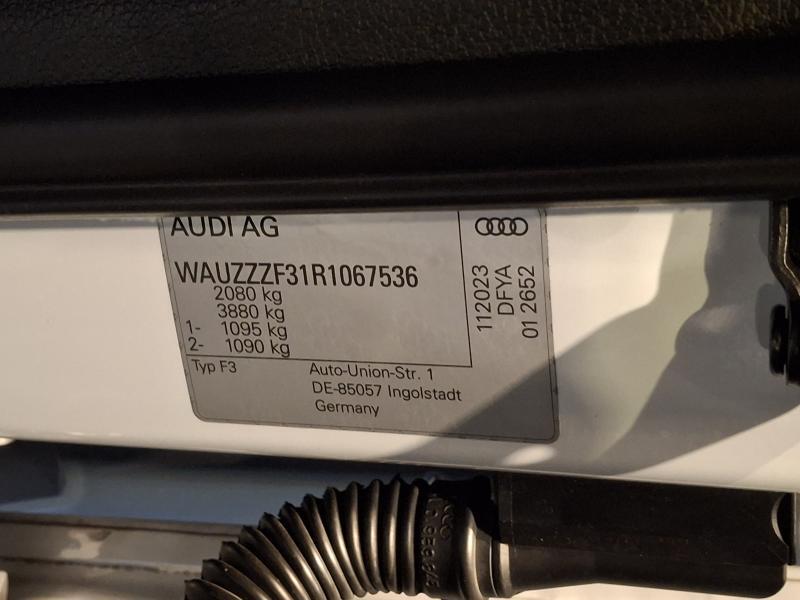 AUDI AG
WAUZZZF31R1067536
2080 kg
3880 kg
1- 1095 kg
2- 1090 kg
Typ F3
Auto-Union-Str. 1
DE-85057 Ingolstadt
Germany
112023
DFYA
01 2652